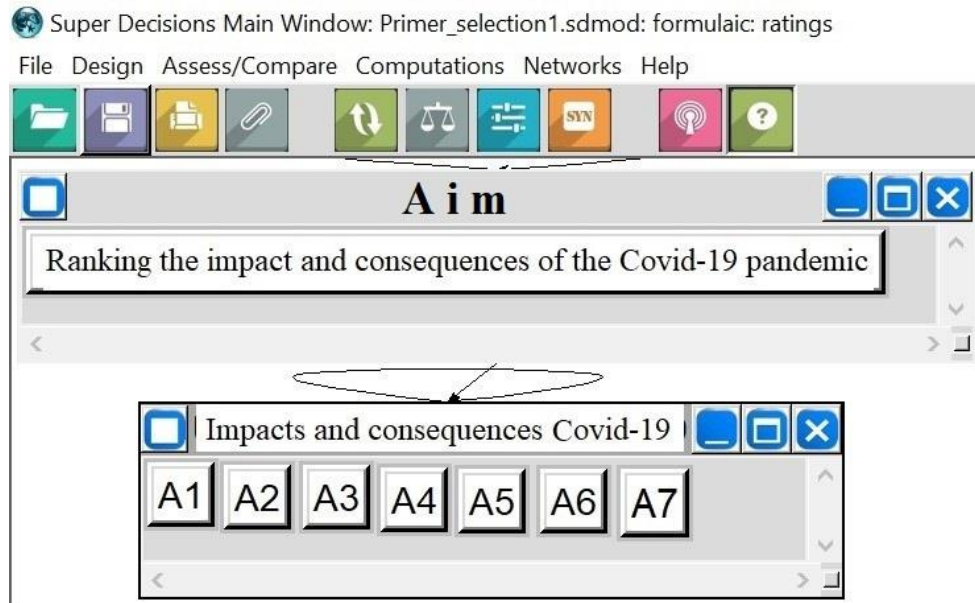 Super Decisions Main Window: Primer_selection1.sdmod: formulaic: ratings
File Design Assess/Compare Computations Networks Help
SYN
?
A i m
Ranking the impact and consequences of the Covid-19 pandemic
Impacts and consequences Covid-19
A1 A2 A3 A4 A5 A6 A7